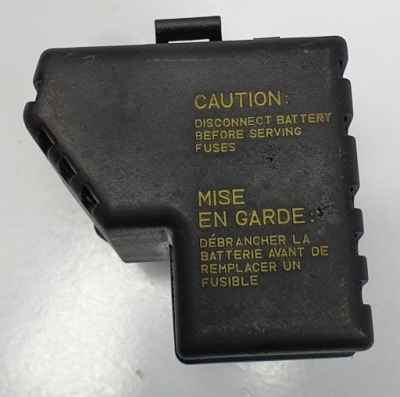 CAUTION:
DISCONNECT BATTERY
BEFORE SERVING
FUSES
MISE
EN GARDE:
DÉBRANCHER LA
BATTERIE AVANT DE
REMPLACER UN
FUSIBLE